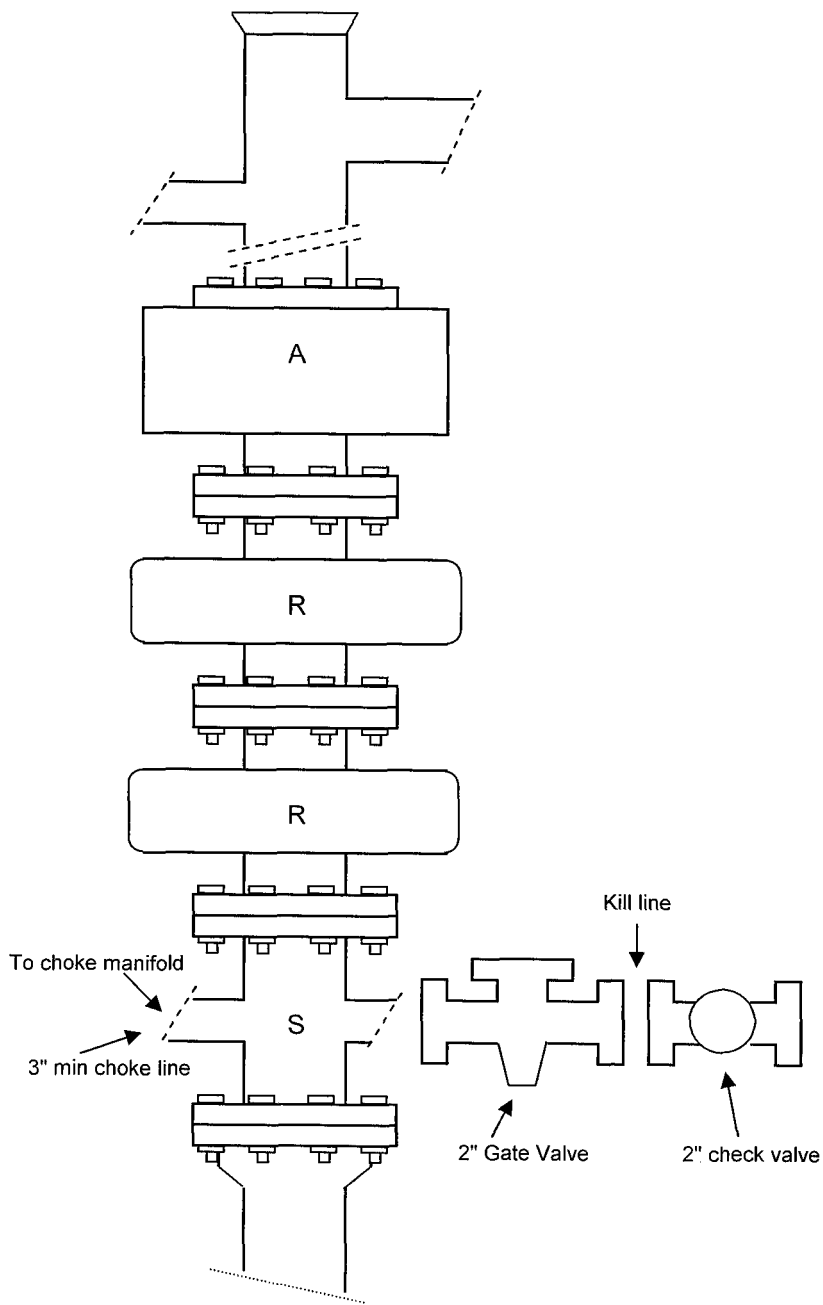 A
R
R
Kill line
To choke manifold
S
3" min choke line
2" Gate Valve
2" check valve